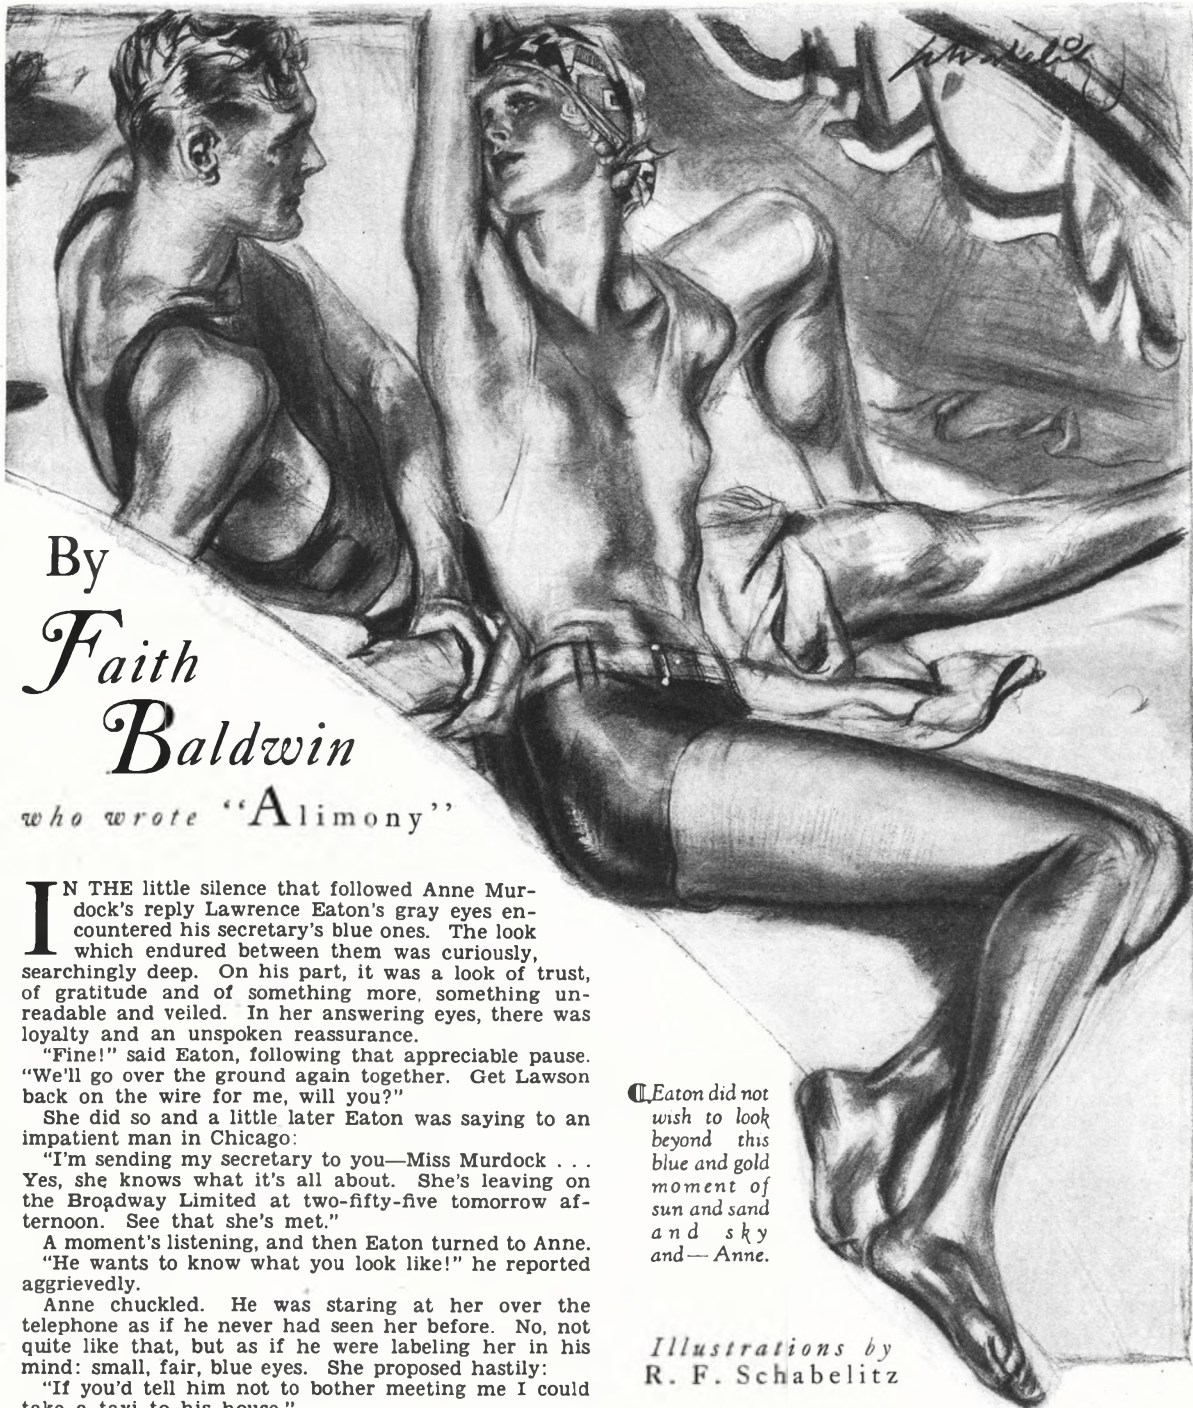 By
Faith
Baldwin
who wrote “Alimony”
IN THE little silence that followed Anne Mur-
dock's reply Lawrence Eaton's gray eyes en-
countered his secretary's blue ones. The look
which endured between them was curiously,
searchingly deep. On his part, it was a look of trust,
of gratitude and of something more, something un-
readable and veiled. In her answering eyes, there was
loyalty and an unspoken reassurance.
“Fine!” said Eaton, following that appreciable pause.
“We'll go over the ground again together. Get Lawson
back on the wire for me, will you?”
She did so and a little later Eaton was saying to an
impatient man in Chicago:
“I'm sending my secretary to you—Miss Murdock . . .
Yes, she knows what it's all about. She's leaving on
the Broadway Limited at two-fifty-five tomorrow af-
ternoon. See that she's met.”
A moment's listening, and then Eaton turned to Anne.
“He wants to know what you look like!” he reported
aggrievedly.
Anne chuckled. He was staring at her over the
telephone as if he never had seen her before. No, not
quite like that, but as if he were labeling her in his
mind: small, fair, blue eyes. She proposed hastily:
“If you'd tell him not to bother meeting me I could
take a taxi to his house.”
Eaton did not
wish to look
beyond this
blue and gold
moment of
sun and sand
and sky
and—Anne.
Illustrations by
R. F. Schabelitz